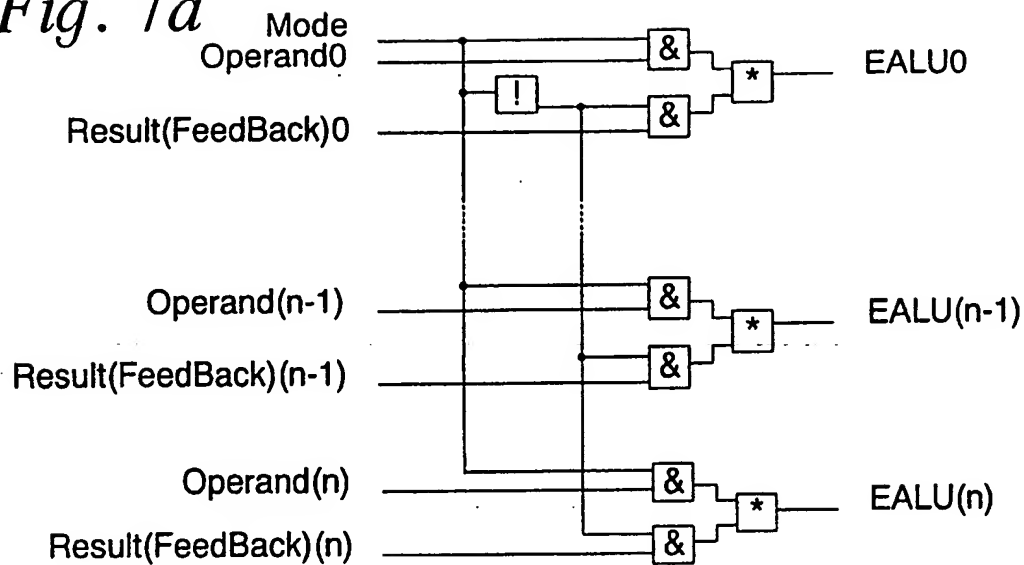 Fig. 7a
Mode
Operand0
&
*
EALU0
!
Result(FeedBack)0
&
Operand(n-1)
&
*
EALU(n-1)
Result(FeedBack)(n-1)
&
Operand(n)
&
*
EALU(n)
Result(FeedBack)(n)
&